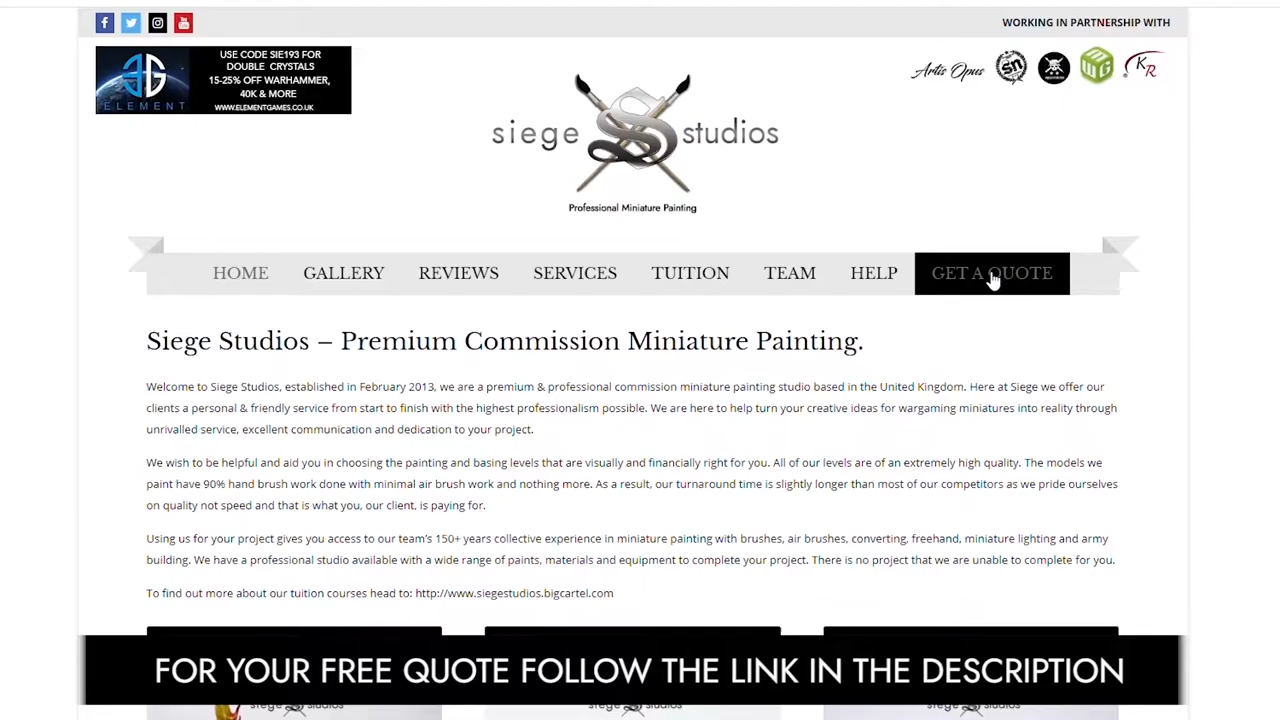 WORKING IN PARTNERSHIP WITH
USE CODE SIE193 FOR
DOUBLE CRYSTALS
15-25% OFF WARHAMMER,
40K & MORE
WWW.ELEMENTGAMES.CO.UK
ELEMENT
Artis Opus
KR
siege S studios
Professional Miniature Painting
HOME GALLERY REVIEWS SERVICES TUITION TEAM HELP GET A QUOTE
Siege Studios – Premium Commission Miniature Painting.
Welcome to Siege Studios, established in February 2013, we are a premium & professional commission miniature painting studio based in the United Kingdom. Here at Siege we offer our
clients a personal & friendly service from start to finish with the highest professionalism possible. We are here to help turn your creative ideas for wargaming miniatures into reality through
unrivalled service, excellent communication and dedication to your project.
We wish to be helpful and aid you in choosing the painting and basing levels that are visually and financially right for you. All of our levels are of an extremely high quality. The models we
paint have 90% hand brush work done with minimal air brush work and nothing more. As a result, our turnaround time is slightly longer than most of our competitors as we pride ourselves
on quality not speed and that is what you, our client, is paying for.
Using us for your project gives you access to our team's 150+ years collective experience in miniature painting with brushes, air brushes, converting, freehand, miniature lighting and army
building. We have a professional studio available with a wide range of paints, materials and equipment to complete your project. There is no project that we are unable to complete for you.
To find out more about our tuition courses head to: http://www.siegestudios.bigcartel.com
FOR YOUR FREE QUOTE FOLLOW THE LINK IN THE DESCRIPTION